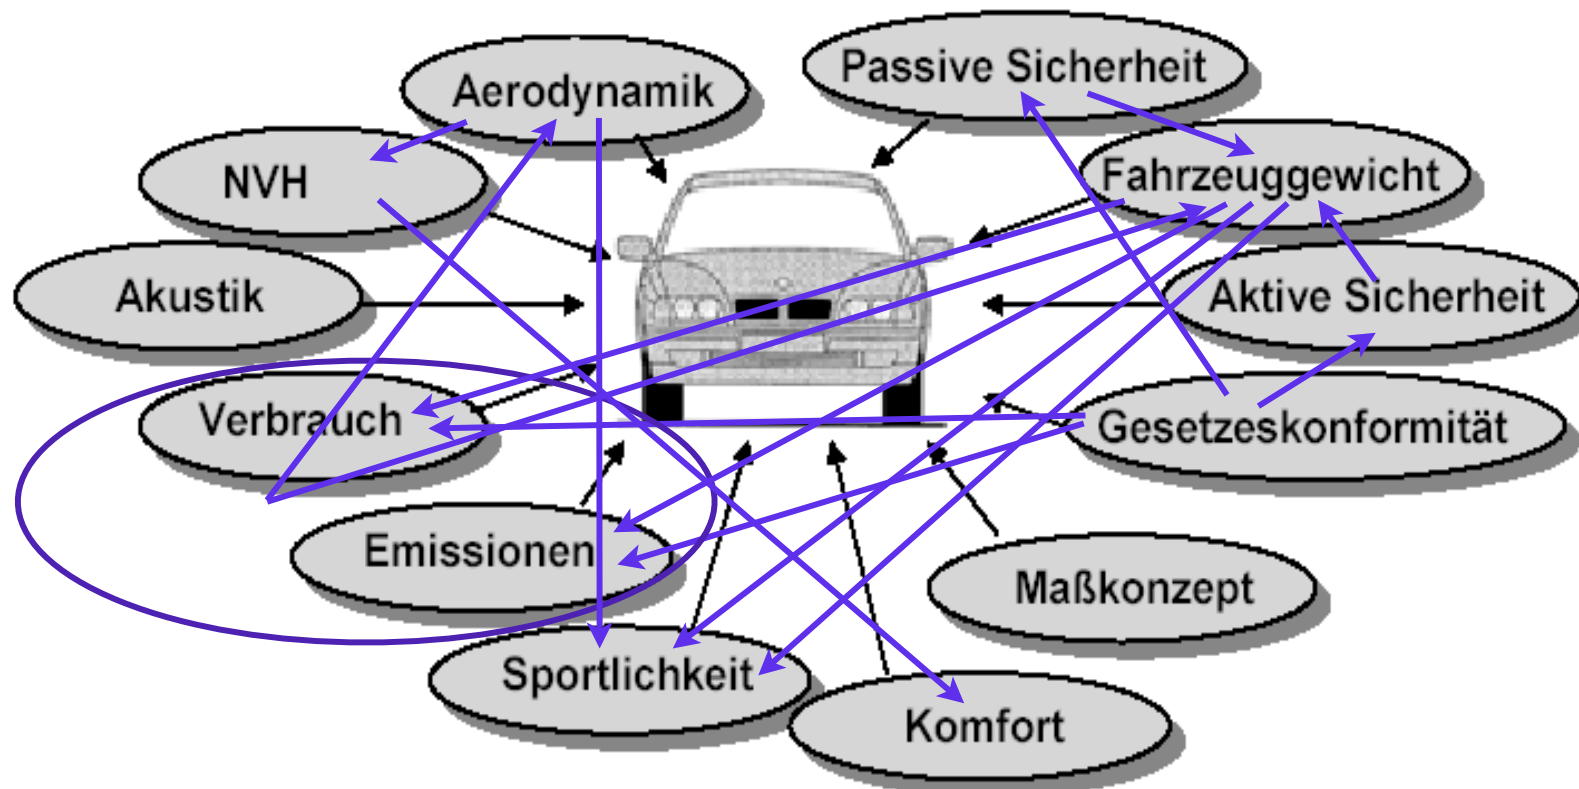 Passive Sicherheit
Aerodynamik
Fahrzeuggewicht
NVH
Akustik
Aktive Sicherheit
Verbrauch
Gesetzeskonformität
Emissionen
Maßkonzept
Sportlichkeit
Komfort